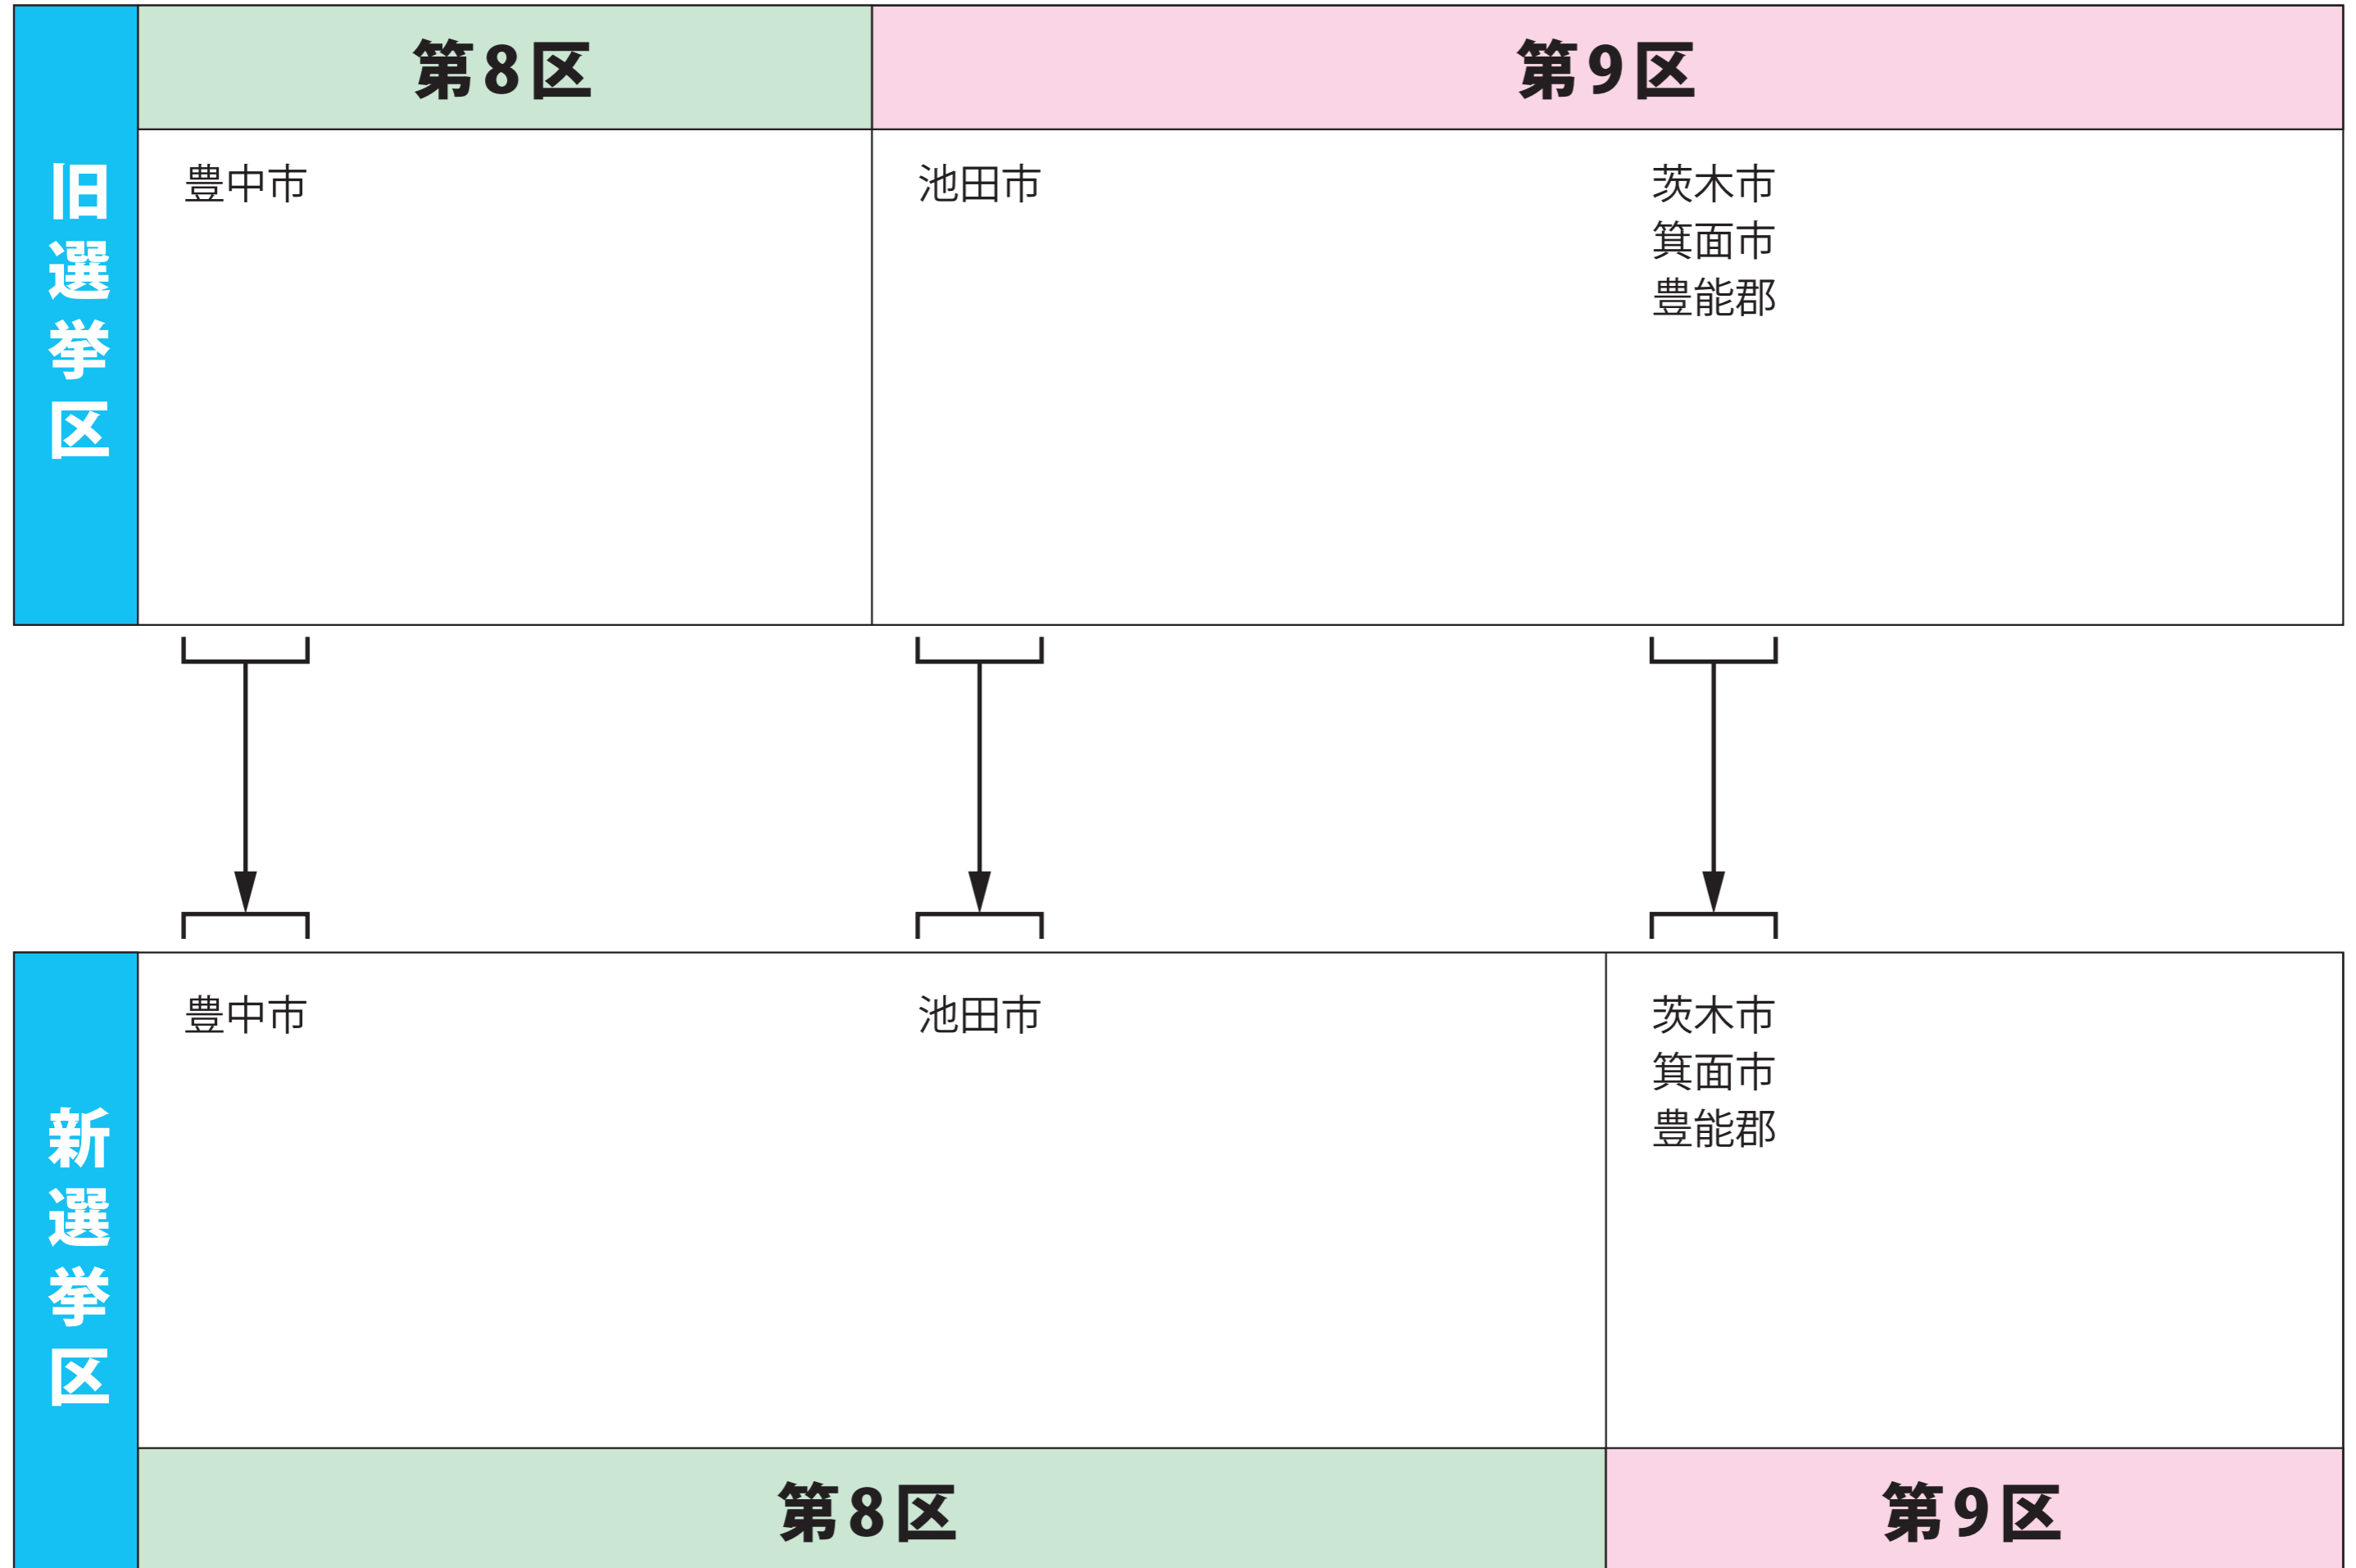 旧選挙区
第8区
第9区
豊中市
池田市
茨木市
箕面市
豊能郡
新選挙区
豊中市
池田市
茨木市
箕面市
豊能郡
第8区
第9区